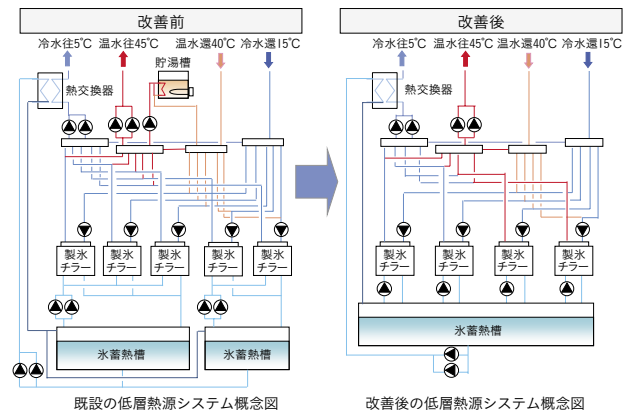 改善前
冷水往5℃ 温水往45℃ 温水還40℃ 冷水還15℃
貯湯槽
熱交換器
製氷
チラー
製氷
チラー
製氷
チラー
製氷
チラー
製氷
チラー
氷蓄熱槽
氷蓄熱槽
既設の低層熱源システム概念図
改善後
冷水往5℃ 温水往45℃ 温水還40℃ 冷水還15℃
熱交換器
製氷
チラー
製氷
チラー
製氷
チラー
製氷
チラー
氷蓄熱槽
改善後の低層熱源システム概念図